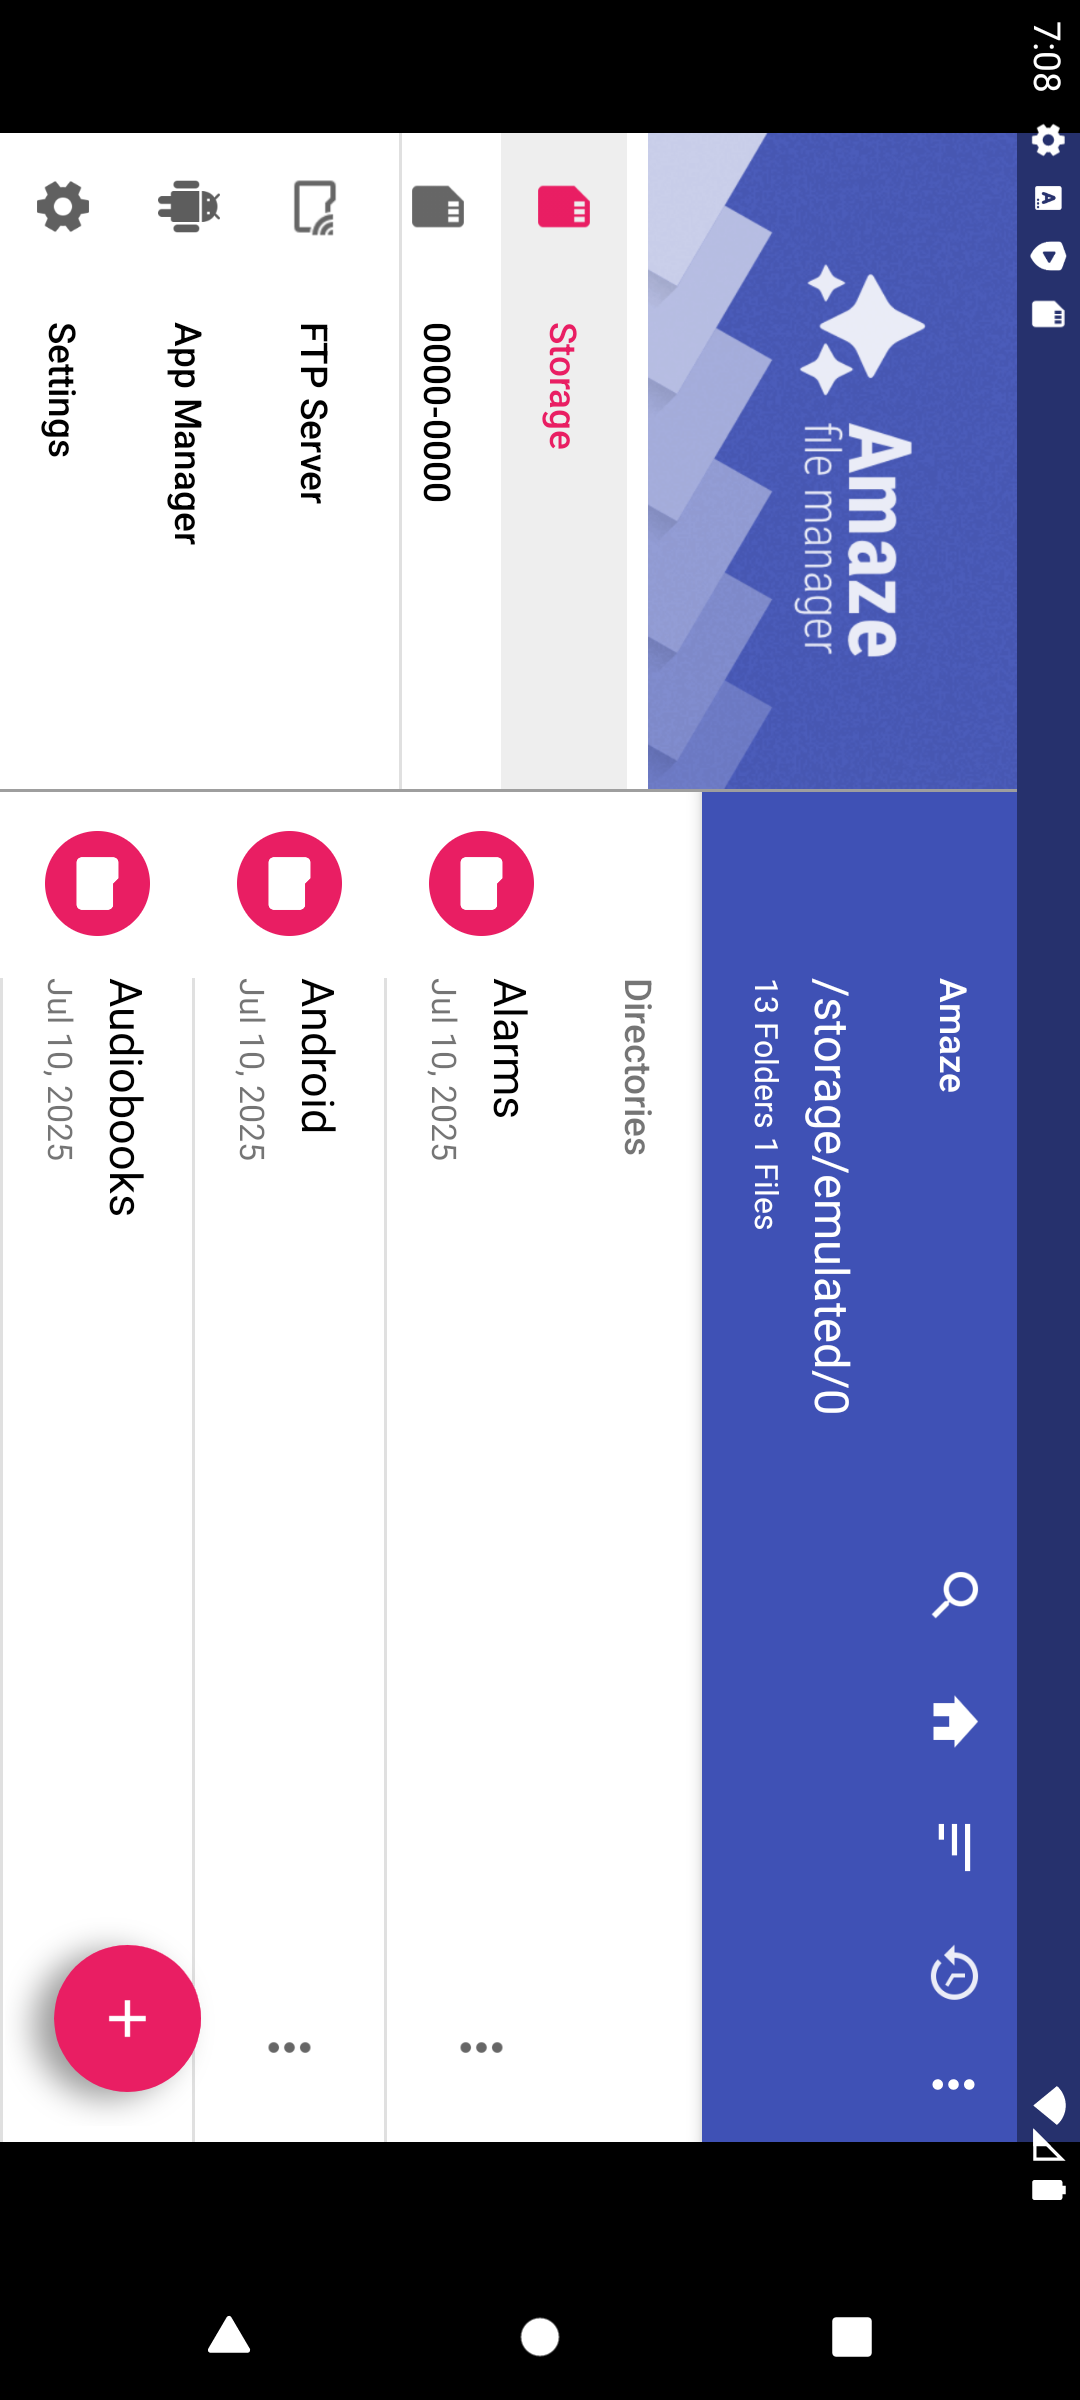 7:08
Amaze
file manager
Storage
0000-0000
FTP Server
App Manager
Settings
Amaze
/storage/emulated/0
13 Folders 1 Files
Directories
Alarms
Jul 10, 2025
Android
Jul 10, 2025
Audiobooks
Jul 10, 2025